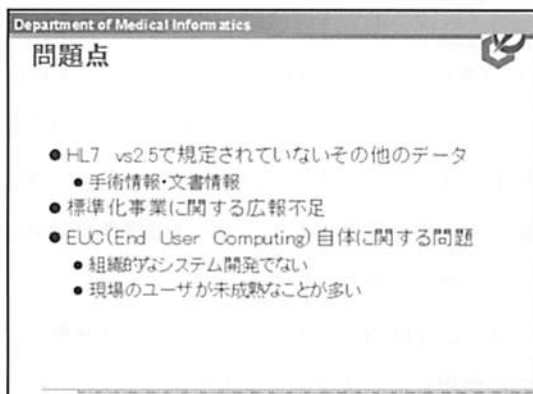 Department of Medical Informatics
問題点
● HL7 vs2.5で規定されていないその他のデータ
● 手術情報・文書情報
● 標準化事業に関する広報不足
● EUC(End User Computing) 自体に関する問題
● 組織的なシステム開発でない
● 現場のユーザが未成熟なことが多い